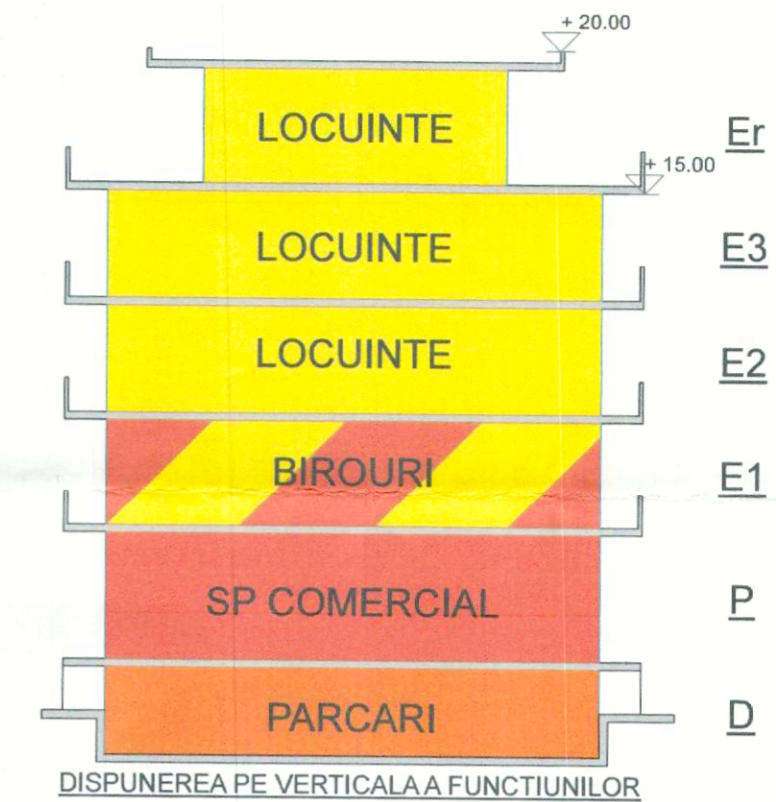 + 20.00
LOCUINTE Er
+ 15.00
LOCUINTE E3
LOCUINTE E2
BIROURI E1
SP COMERCIAL P
PARCARI D
DISPUNEREA PE VERTICALA A FUNCTIUNILOR